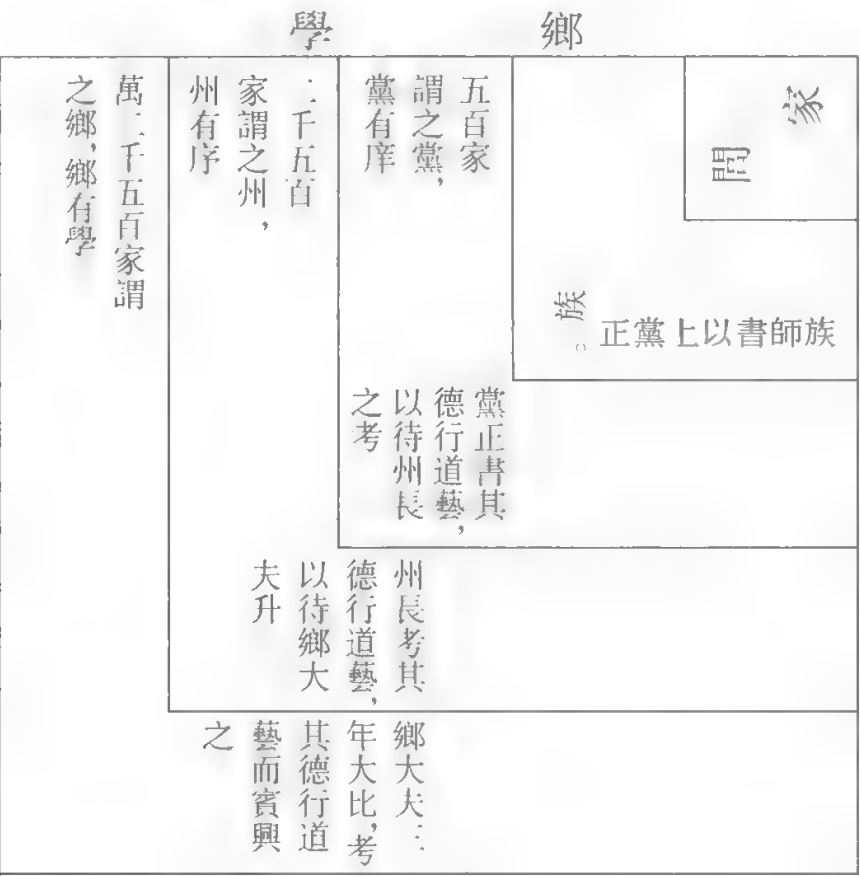 鄉學
家
閭
族
族師書以上黨正。
五百家
謂之黨，
黨有庠
黨正書其
德行道藝，
以待州長
之考
二千五百
家謂之州，
州有序
州長考其
德行道藝，
以待鄉大
夫升
萬二千五百家謂
之鄉，鄉有學
鄉大夫三
年大比，考
其德行道
藝而賓興
之